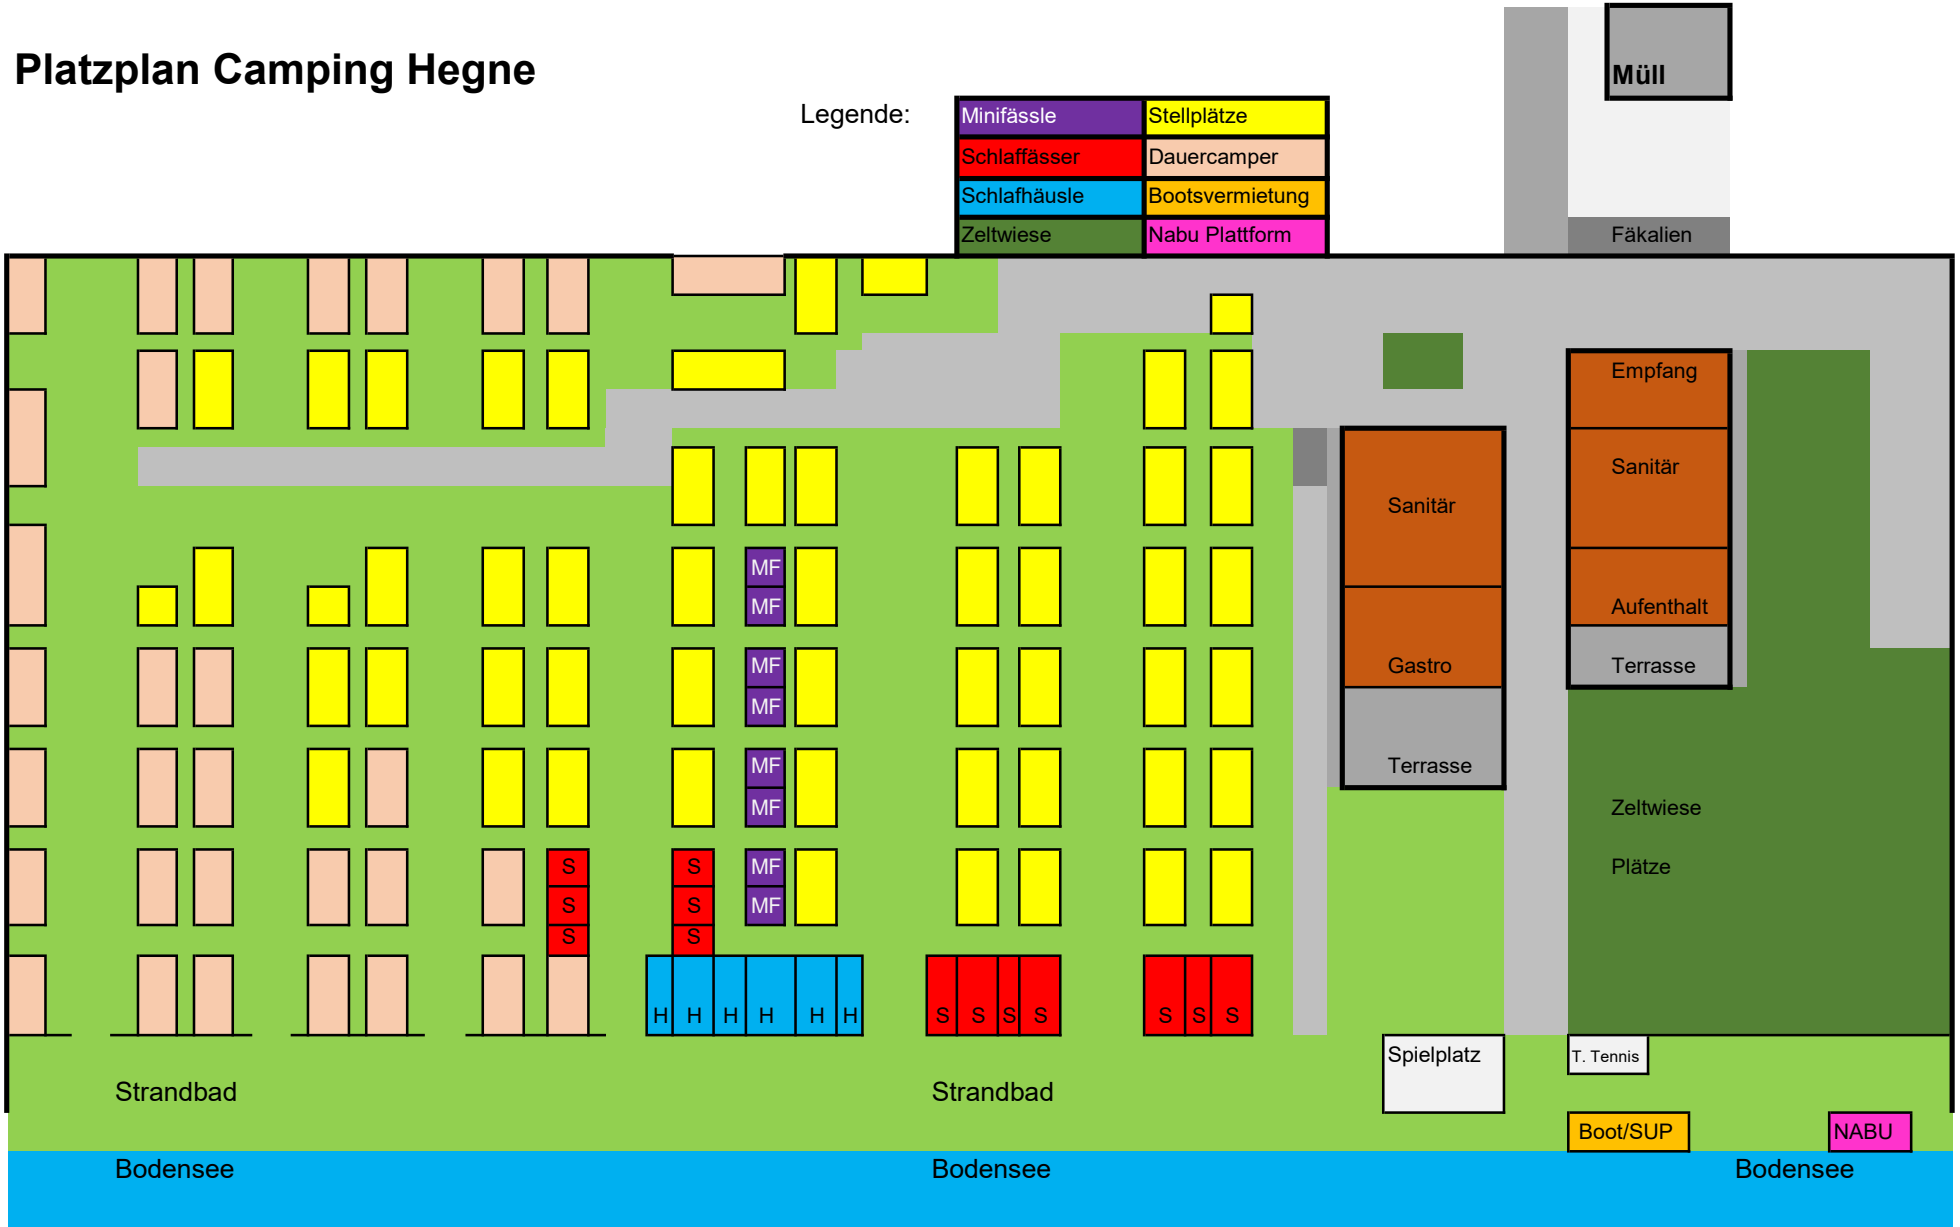 Müll
Platzplan Camping Hegne
Legende:
Minifässle Stellplätze
Schlaffässer Dauercamper
Schlafhäusle Bootsvermietung
Zeltwiese Nabu Plattform
Fäkalien
Empfang
Sanitär
Sanitär
MF
MF
Aufenthalt
MF
Gastro
Terrasse
MF
MF
Terrasse
MF
Zeltwiese
S S MF
Plätze
S S MF
S S
H H H H H H S S S S S S S
Spielplatz
T. Tennis
Strandbad Strandbad
Boot/SUP NABU
Bodensee Bodensee Bodensee